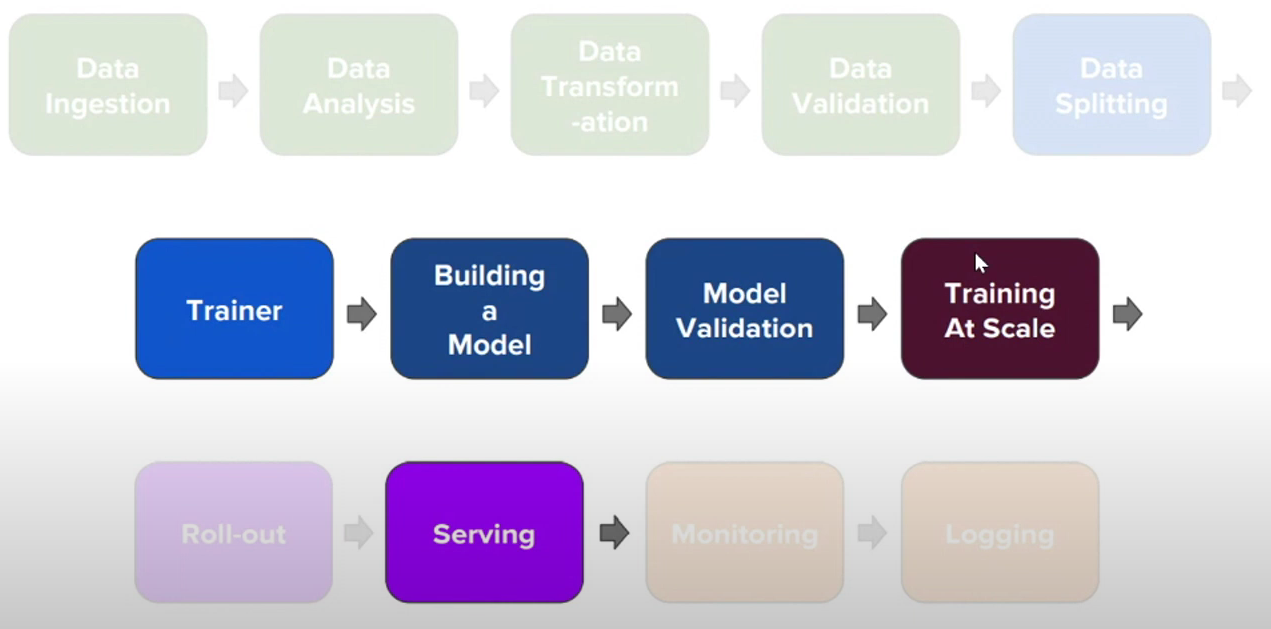 Data
Ingestion
Data
Analysis
Data
Transform
-ation
Data
Validation
Data
Splitting
Trainer
Building
a
Model
Model
Validation
Training
At Scale
Roll-out
Serving
Monitoring
Logging